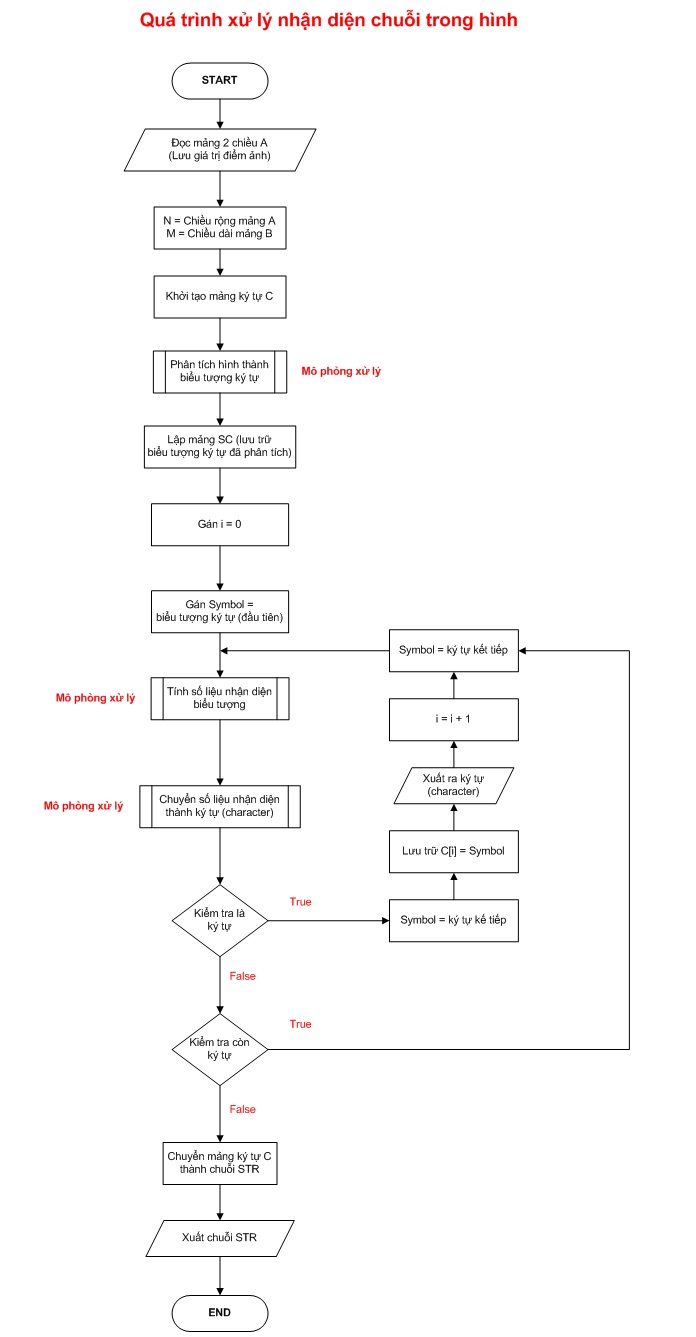 Quá trình xử lý nhận diện chuỗi trong hình
START
Đọc mảng 2 chiều A
(Lưu giá trị điểm ảnh)
N = Chiều rộng mảng A
M = Chiều dài mảng B
Khởi tạo mảng ký tự C
Phân tích hình thành
biểu tượng ký tự
Mô phỏng xử lý
Lập mảng SC (lưu trữ
biểu tượng ký tự đã phân tích)
Gán i = 0
Gán Symbol =
biểu tượng ký tự (đầu tiên)
Symbol = ký tự kết tiếp
Mô phỏng xử lý
Tính số liệu nhận diện
biểu tượng
i = i + 1
Xuất ra ký tự
(character)
Mô phỏng xử lý
Chuyển số liệu nhận diện
thành ký tự (character)
Lưu trữ C[i] = Symbol
Kiểm tra là
ký tự
True
Symbol = ký tự kế tiếp
False
Kiểm tra còn
ký tự
True
False
Chuyển mảng ký tự C
thành chuỗi STR
Xuất chuỗi STR
END